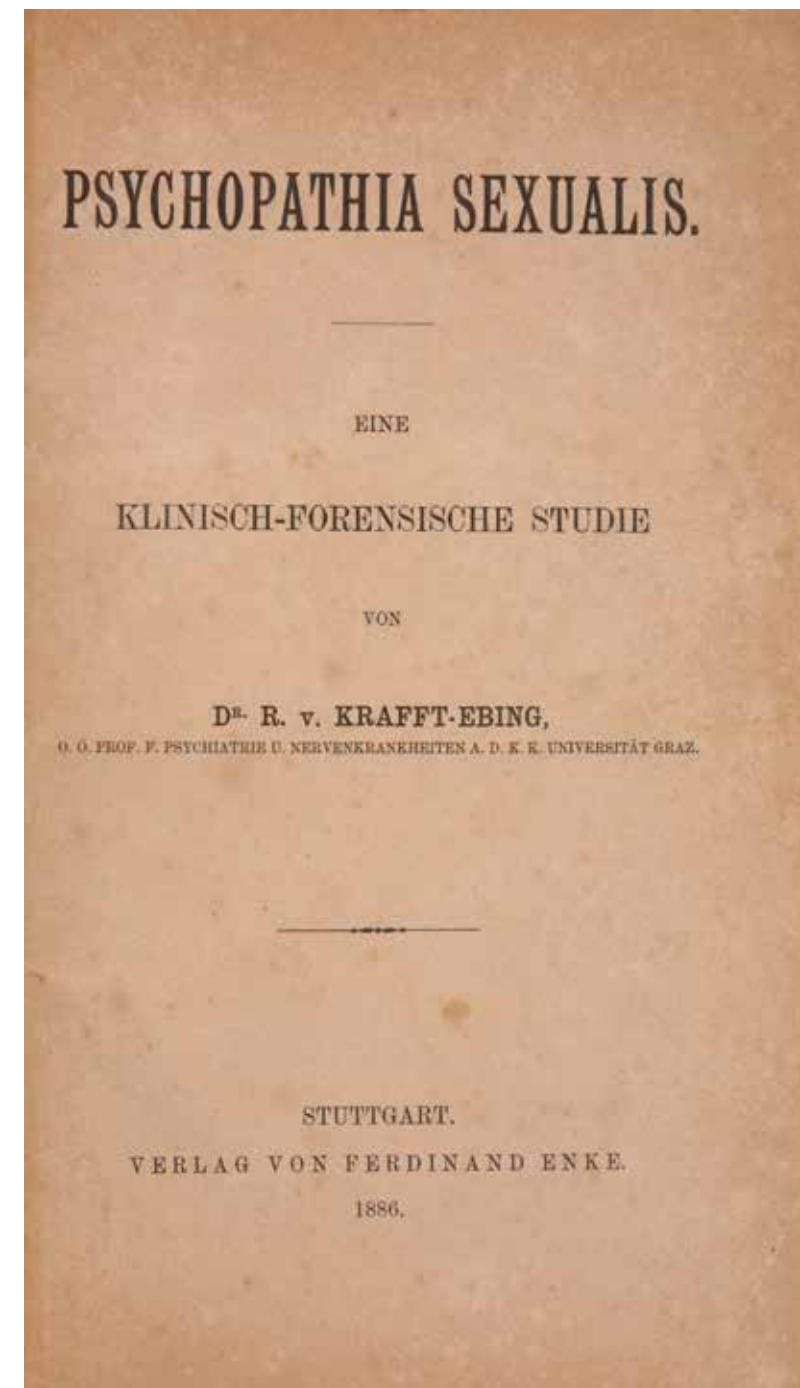 PSYCHOPATHIA SEXUALIS.
EINE
KLINISCH-FORENSISCHE STUDIE
VON
DR. R. v. KRAFFT-EBING,
O. Ö. PROF. F. PSYCHIATRIE U. NERVENKRANKHEITEN A. D. K. K. UNIVERSITÄT GRAZ.
STUTTGART.
VERLAG VON FERDINAND ENKE.
1886.